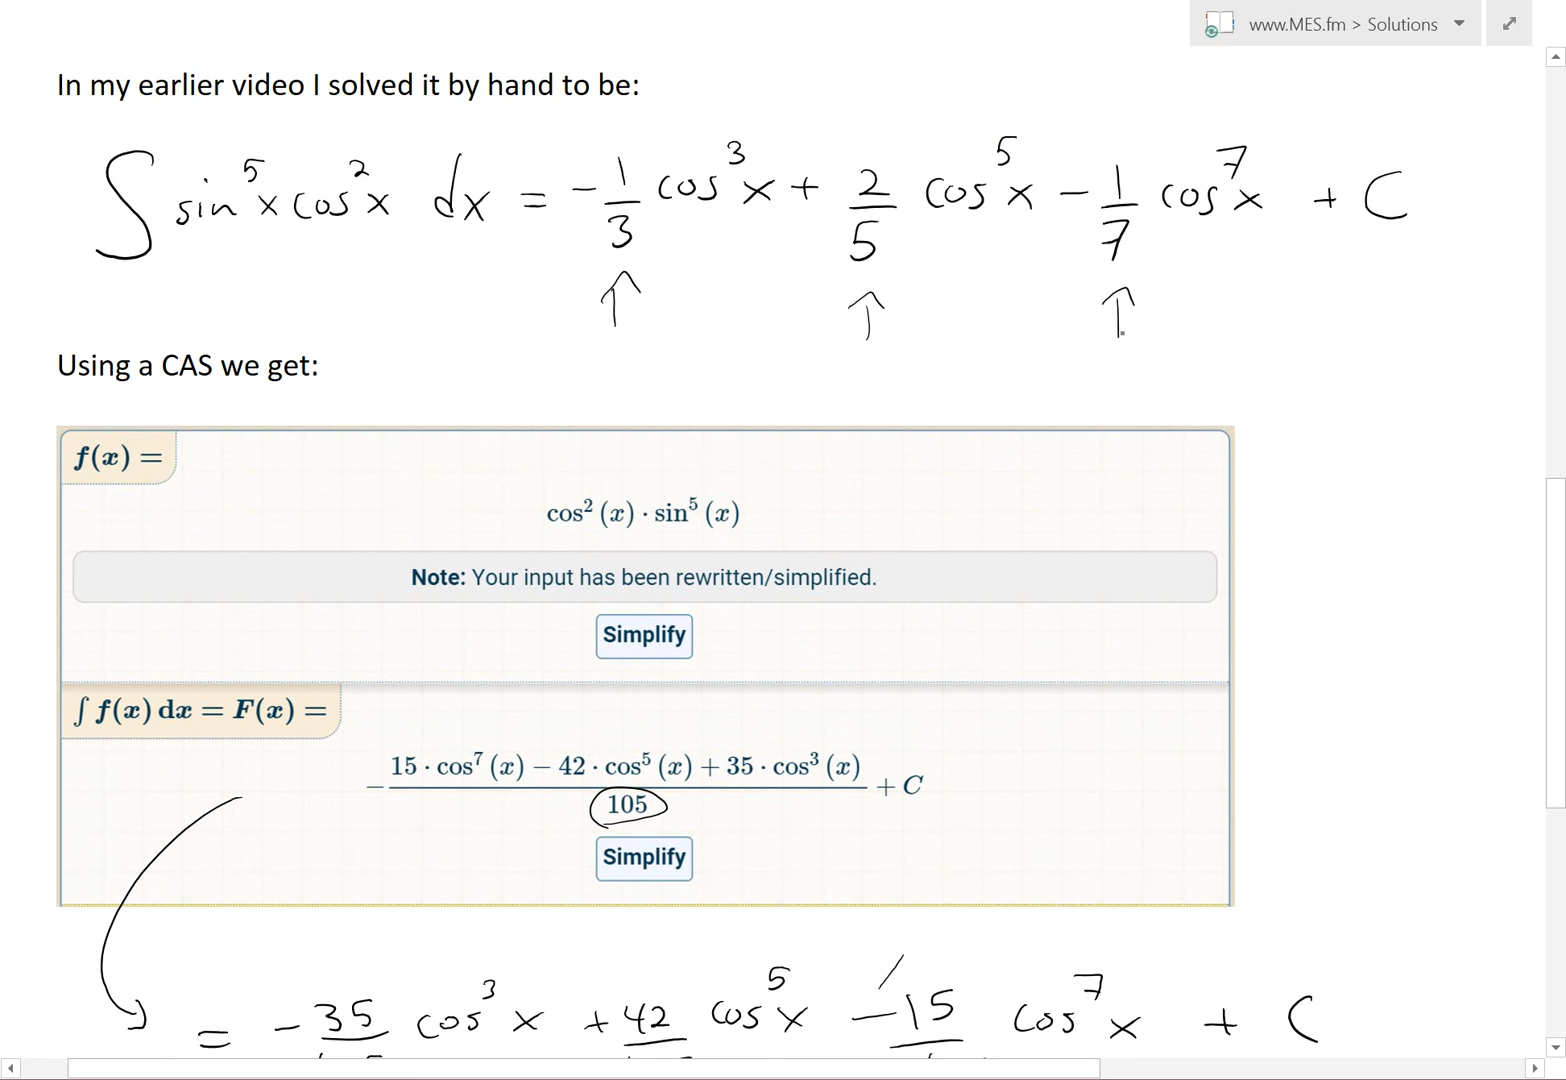 www.MES.fm > Solutions
In my earlier video I solved it by hand to be:
∫ sin⁵x cos²x dx = - 1/3 cos³x + 2/5 cos⁵x - 1/7 cos⁷x + C
Using a CAS we get:
f(x) =
cos² (x) · sin⁵ (x)
Note: Your input has been rewritten/simplified.
Simplify
∫ f(x) dx = F(x) =
- (15 · cos⁷ (x) − 42 · cos⁵ (x) + 35 · cos³ (x)) / 105 + C
Simplify
= - 35 cos³x + 42 cos⁵x - 15 cos⁷x + C